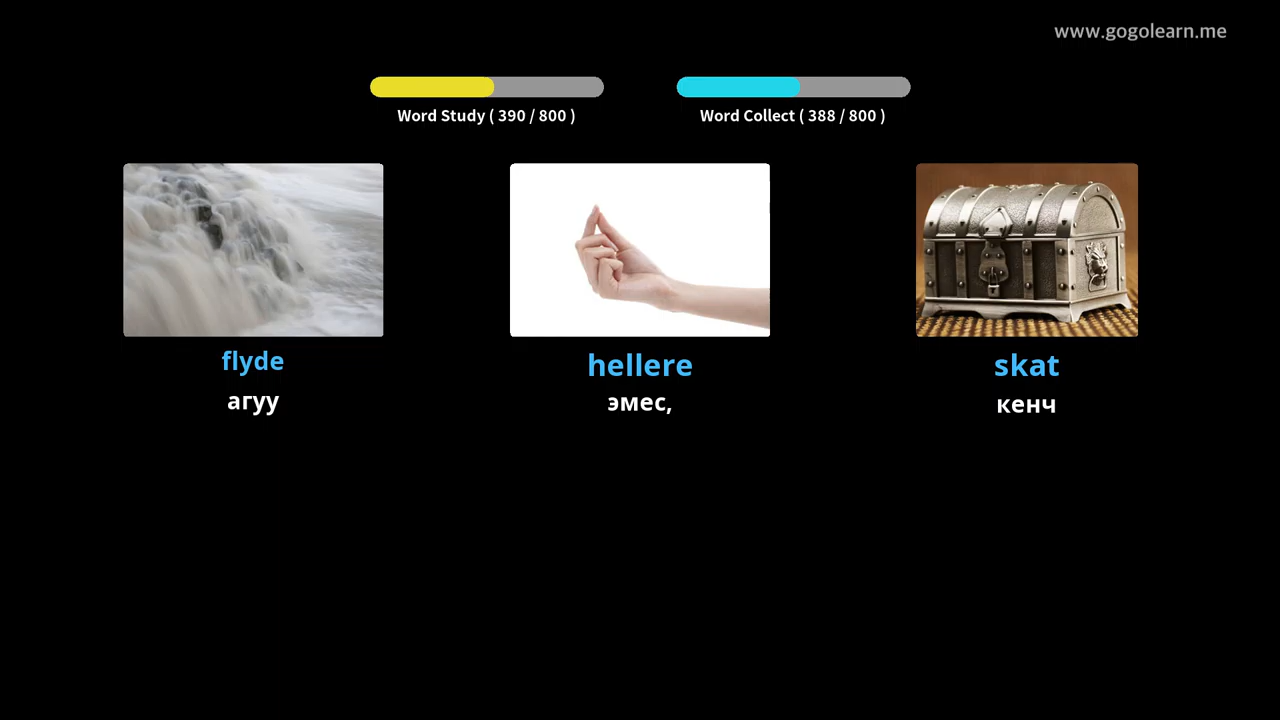 www.gogolearn.me
Word Study ( 390 / 800 )
Word Collect ( 388 / 800 )
flyde
hellere
skat
агуу
эмес,
кенч